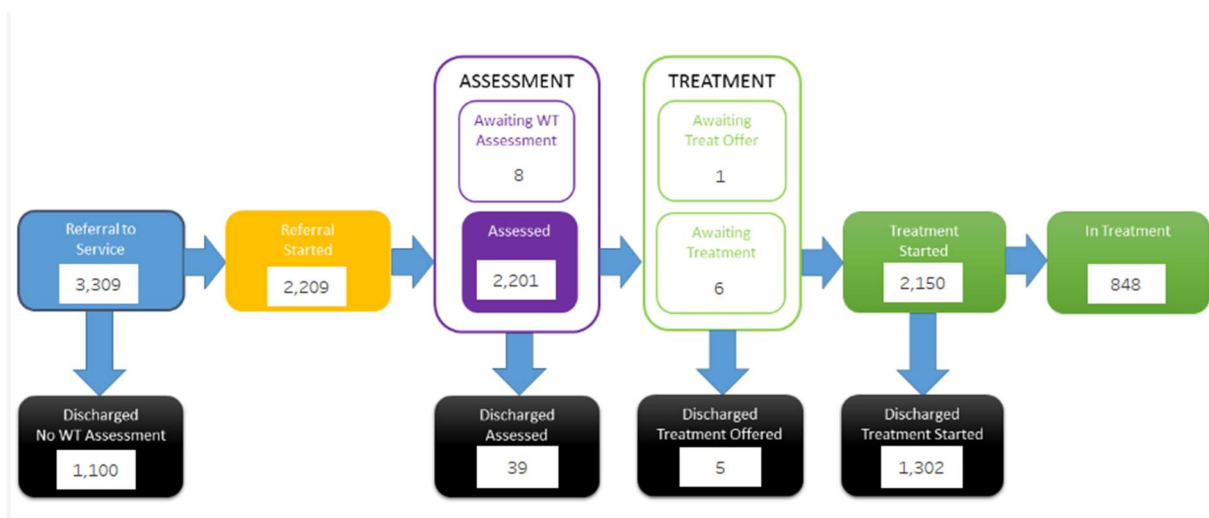 ASSESSMENT
Awaiting WT
Assessment
8
TREATMENT
Awaiting
Treat Offer
1
Referral to
Service
3,309
Referral
Started
2,209
Assessed
2,201
Awaiting
Treatment
6
Treatment
Started
2,150
In Treatment
848
Discharged
No WT Assessment
1,100
Discharged
Assessed
39
Discharged
Treatment Offered
5
Discharged
Treatment Started
1,302